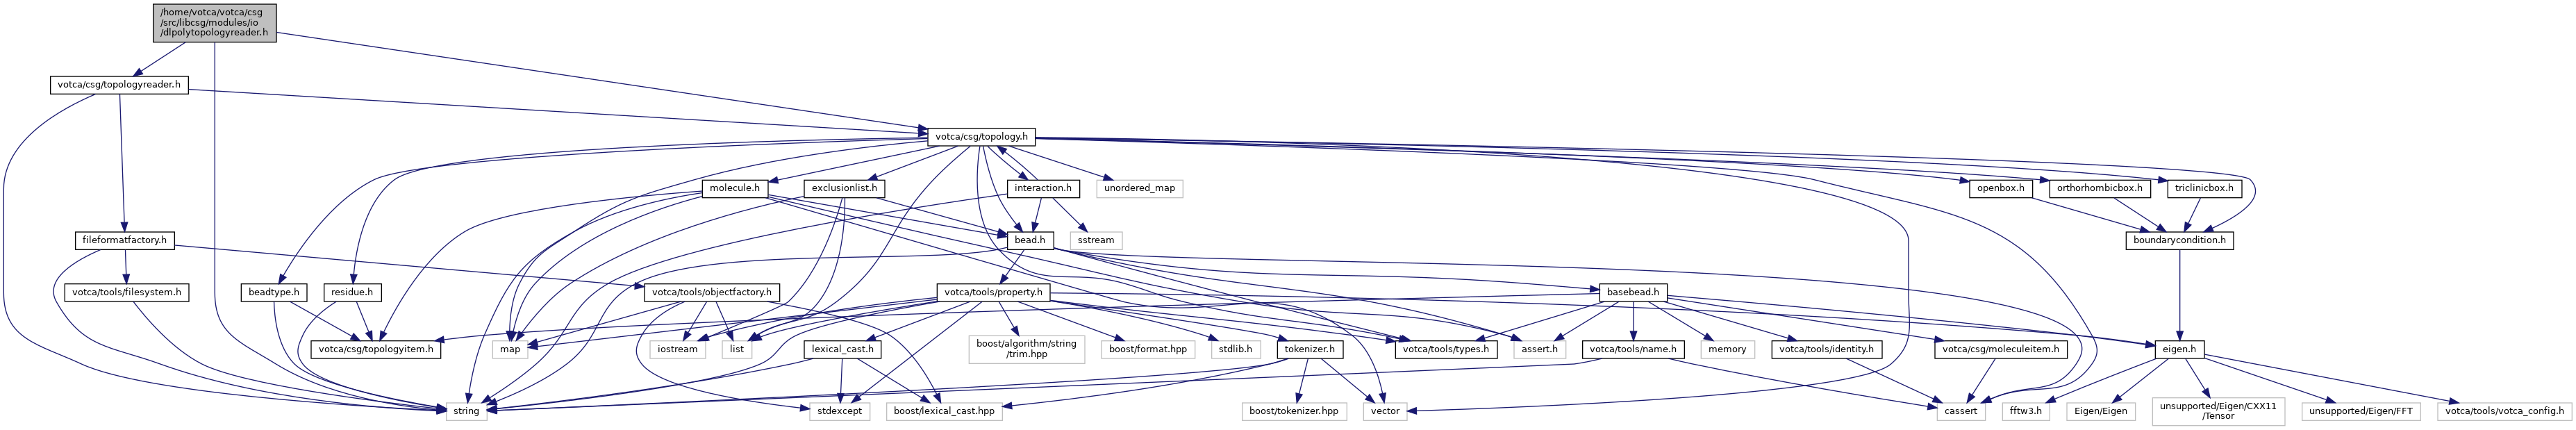 /home/votca/votca/csg
/src/libcsg/modules/io
/dlpolytopologyreader.h
votca/csg/topologyreader.h
votca/csg/topology.h
molecule.h
exclusionlist.h
interaction.h
unordered_map
openbox.h
orthorhombicbox.h
triclinicbox.h
fileformatfactory.h
bead.h
sstream
boundarycondition.h
votca/tools/filesystem.h
beadtype.h
residue.h
votca/tools/objectfactory.h
votca/tools/property.h
basebead.h
votca/csg/topologyitem.h
map
iostream
list
lexical_cast.h
boost/algorithm/string
/trim.hpp
boost/format.hpp
stdlib.h
tokenizer.h
votca/tools/types.h
assert.h
votca/tools/name.h
memory
votca/tools/identity.h
votca/csg/moleculeitem.h
eigen.h
string
stdexcept
boost/lexical_cast.hpp
boost/tokenizer.hpp
vector
cassert
fftw3.h
Eigen/Eigen
unsupported/Eigen/CXX11
/Tensor
unsupported/Eigen/FFT
votca/tools/votca_config.h